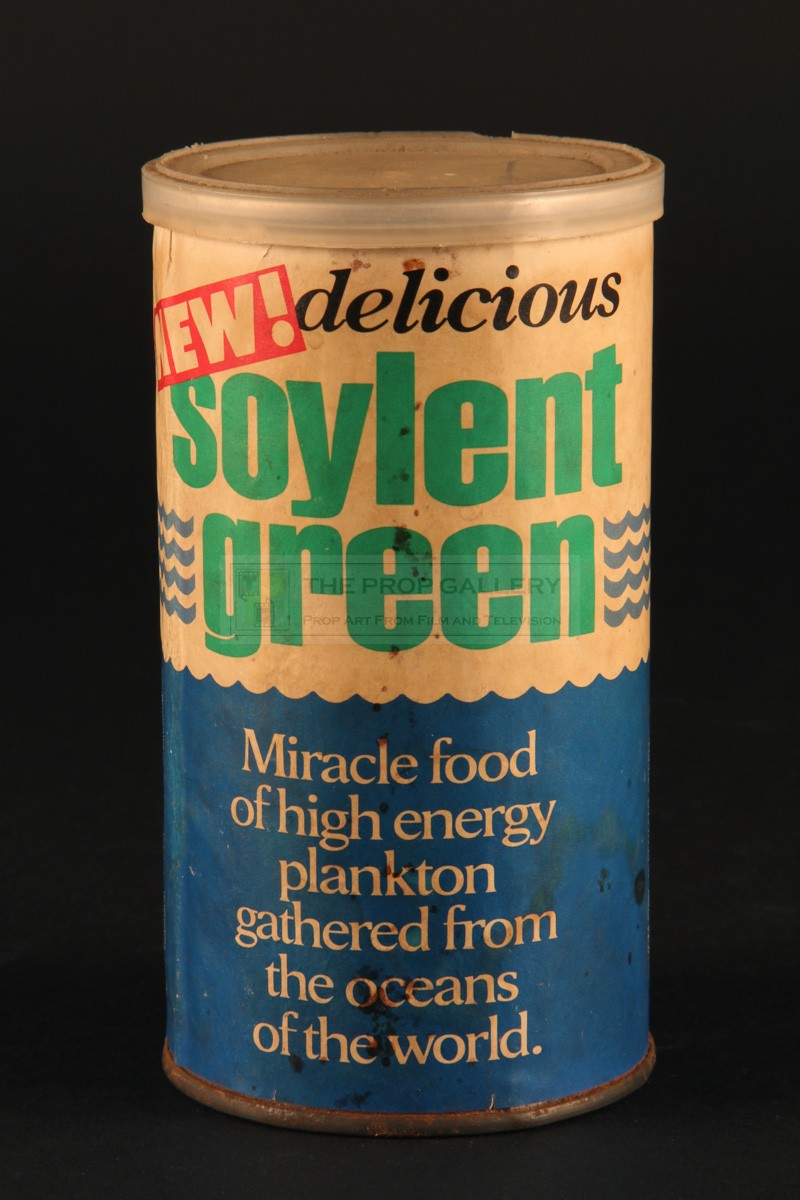 NEW! delicious
soylent
green
THE PROP GALLERY
PROP ART FROM FILM AND TELEVISION
Miracle food
of high energy
plankton
gathered from
the oceans
of the world.